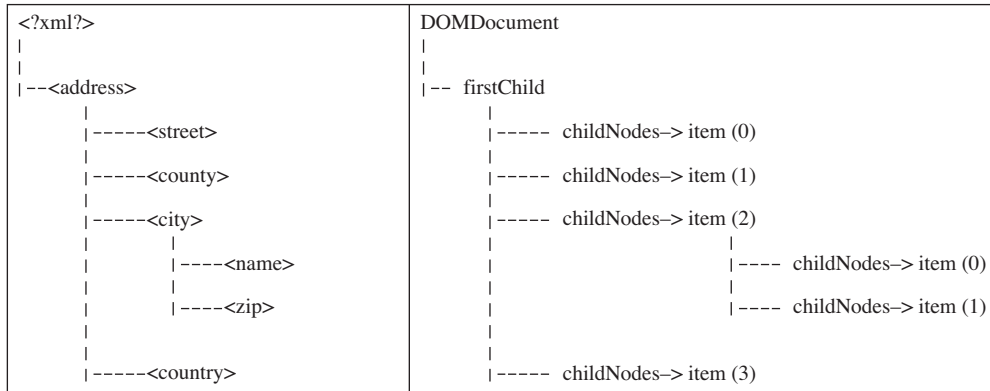 <?xml?>
<address>
<street>
<county>
<city>
<name>
<zip>
<country>
DOMDocument
firstChild
childNodes–> item (0)
childNodes–> item (1)
childNodes–> item (2)
childNodes–> item (0)
childNodes–> item (1)
childNodes–> item (3)